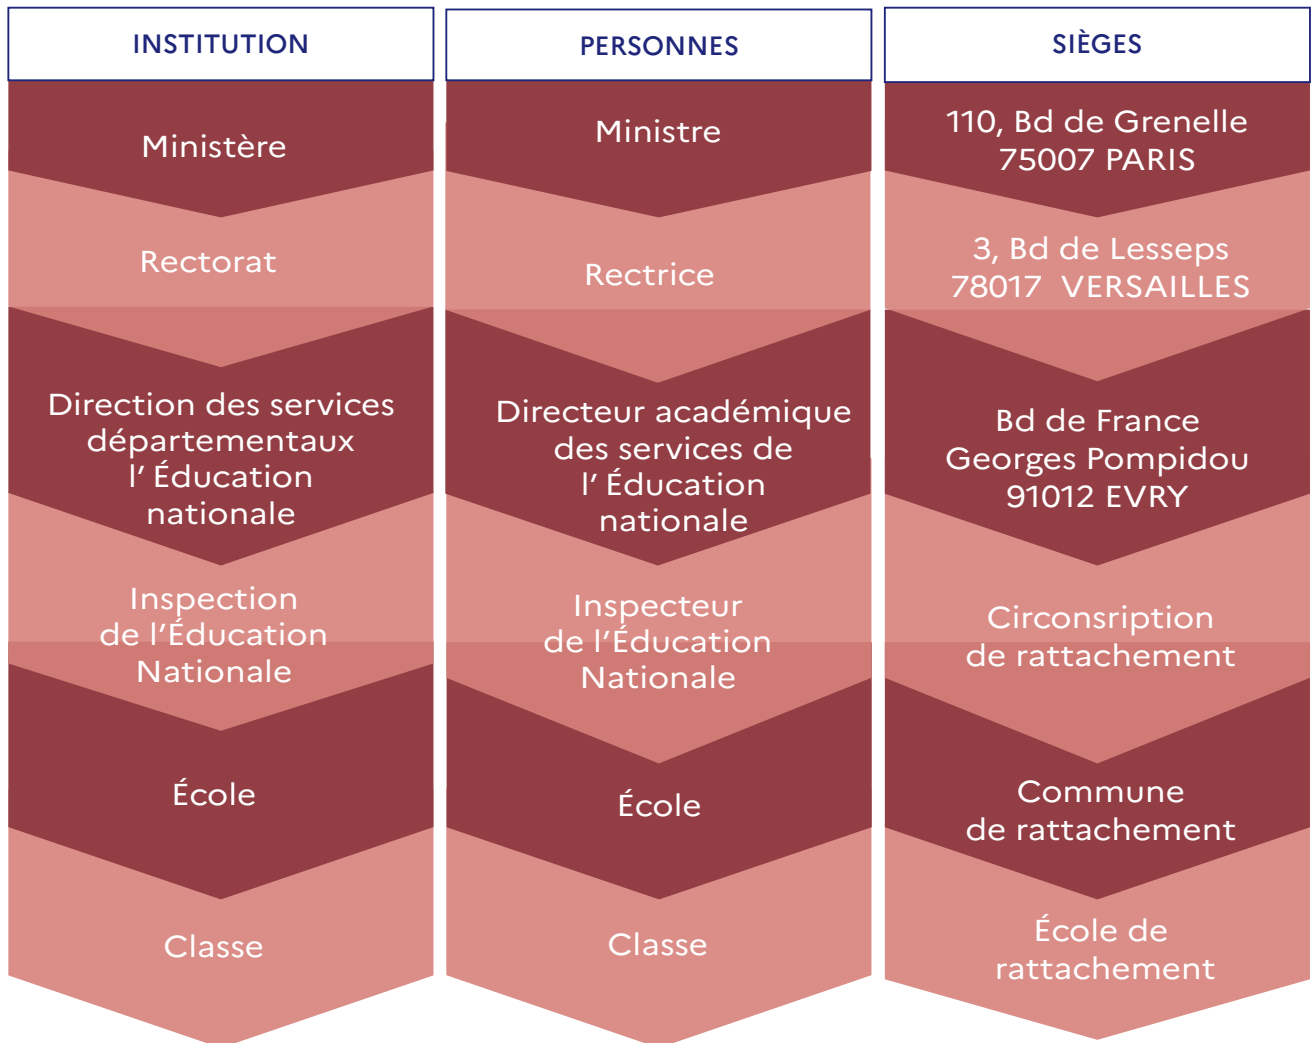 INSTITUTION
Ministère
Rectorat
Direction des services
départementaux
l’ Éducation
nationale
Inspection
de l’Éducation
Nationale
École
Classe
PERSONNES
Ministre
Rectrice
Directeur académique
des services de
l’ Éducation
nationale
Inspecteur
de l’Éducation
Nationale
École
Classe
SIÈGES
110, Bd de Grenelle
75007 PARIS
3, Bd de Lesseps
78017 VERSAILLES
Bd de France
Georges Pompidou
91012 EVRY
Circonsription
de rattachement
Commune
de rattachement
École de
rattachement